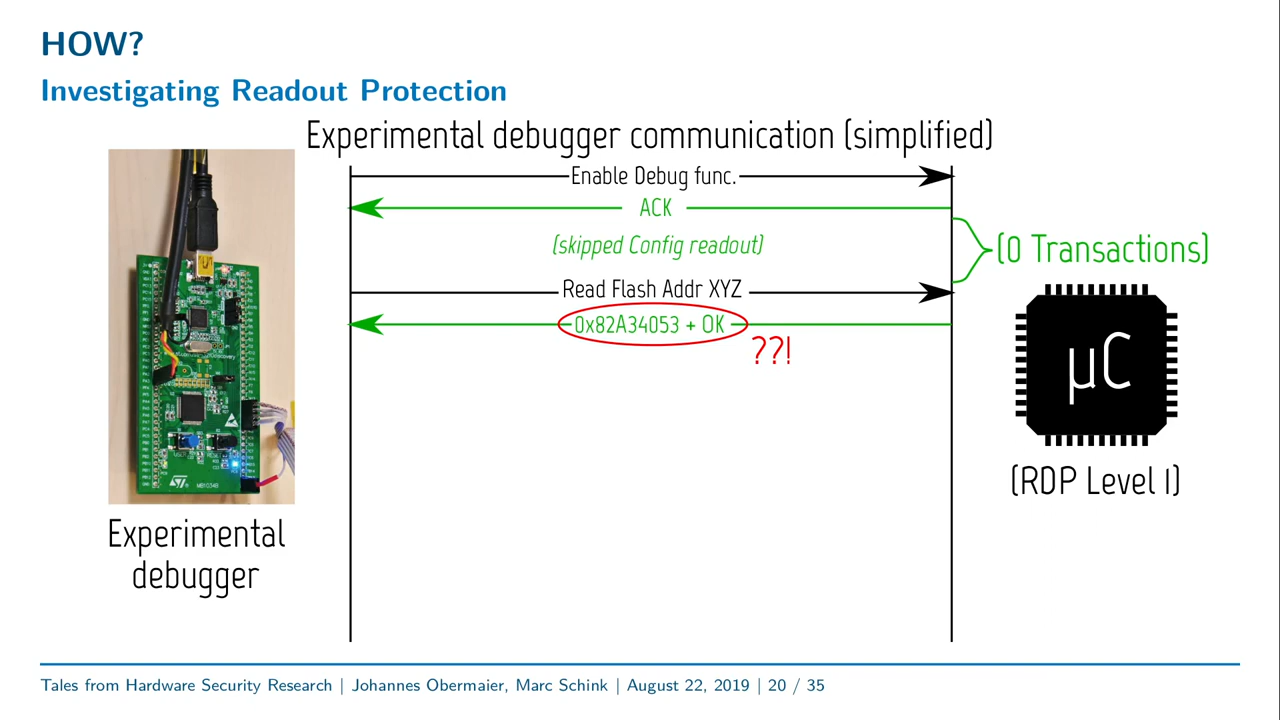 HOW?
Investigating Readout Protection
Experimental debugger communication (simplified)
Enable Debug func.
ACK
(skipped Config readout)
(0 Transactions)
Read Flash Addr XYZ
0x82A34053 + OK
??!
µC
(RDP Level 1)
Experimental
debugger
Tales from Hardware Security Research | Johannes Obermaier, Marc Schink | August 22, 2019 | 20 / 35